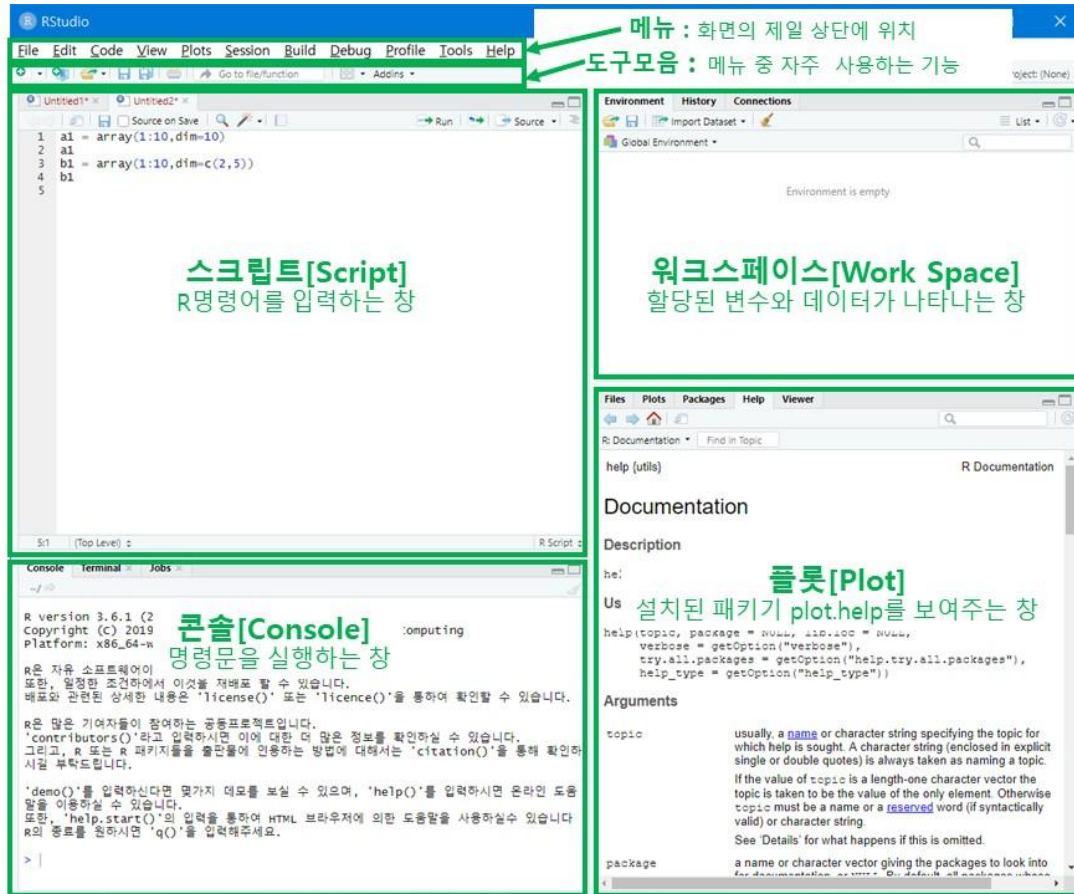 RStudio
메뉴 : 화면의 제일 상단에 위치
File Edit Code View Plots Session Build Debug Profile Tools Help
도구모음 : 메뉴 중 자주 사용하는 기능
Go to file/function
Addins
roject: (None)
Untitled1*
Untitled2*
Source on Save
Run
Source
1 a1 = array(1:10,dim=10)
2 a1
3 b1 = array(1:10,dim=c(2,5))
4 b1
5
스크립트[Script]
R명령어를 입력하는 창
5:1 (Top Level)
R Script
Environment History Connections
Import Dataset
List
Global Environment
Environment is empty
워크스페이스[Work Space]
할당된 변수와 데이터가 나타나는 창
Console Terminal Jobs
~/
R version 3.6.1 (2
Copyright (C) 2019
:omputing
Platform: x86_64-w
콘솔[Console]
명령문을 실행하는 창
R은 자유 소프트웨어이
또한, 일정한 조건하에서 이것을 재배포 할 수 있습니다.
배포와 관련된 상세한 내용은 'license()' 또는 'licence()'을 통하여 확인할 수 있습니다.
R은 많은 기여자들이 참여하는 공동프로젝트입니다.
'contributors()'라고 입력하시면 이에 대한 더 많은 정보를 확인하실 수 있습니다.
그리고, R 또는 R 패키지들을 출판물에 인용하는 방법에 대해서는 'citation()'을 통해 확인하
시길 부탁드립니다.
'demo()'를 입력하신다면 몇가지 데모를 보실 수 있으며, 'help()'를 입력하시면 온라인 도움
말을 이용하실 수 있습니다.
또한, 'help.start()'의 입력을 통하여 HTML 브라우저에 의한 도움말을 사용하실수 있습니다
R의 종료를 원하시면 'q()'을 입력해주세요.
>
Files Plots Packages Help Viewer
R: Documentation
Find in Topic
help {utils}
R Documentation
Documentation
Description
hel
플롯[Plot]
Us
설치된 패키기 plot.help를 보여주는 창
help(topic, package = NULL, lib.loc = NULL,
verbose = getOption("verbose"),
try.all.packages = getOption("help.try.all.packages"),
help_type = getOption("help_type"))
Arguments
topic
usually, a name or character string specifying the topic for
which help is sought. A character string (enclosed in explicit
single or double quotes) is always taken as naming a topic.
If the value of topic is a length-one character vector the
topic is taken to be the value of the only element. Otherwise
topic must be a name or a reserved word (if syntactically
valid) or character string.
See 'Details' for what happens if this is omitted.
package
a name or character vector giving the packages to look into
for documentation, or By default, all packages whose